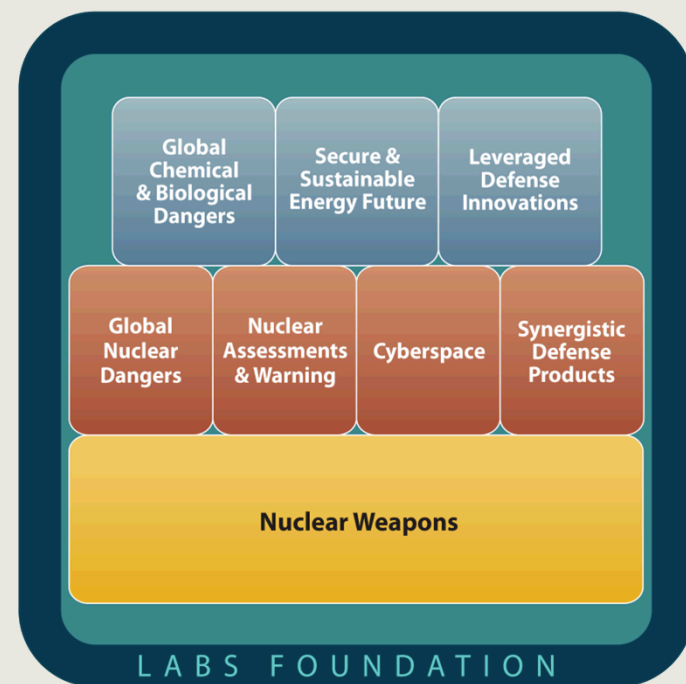 Global
Chemical
& Biological
Dangers
Secure &
Sustainable
Energy Future
Leveraged
Defense
Innovations
Global
Nuclear
Dangers
Nuclear
Assessments
& Warning
Cyberspace
Synergistic
Defense
Products
Nuclear Weapons
LABS FOUNDATION